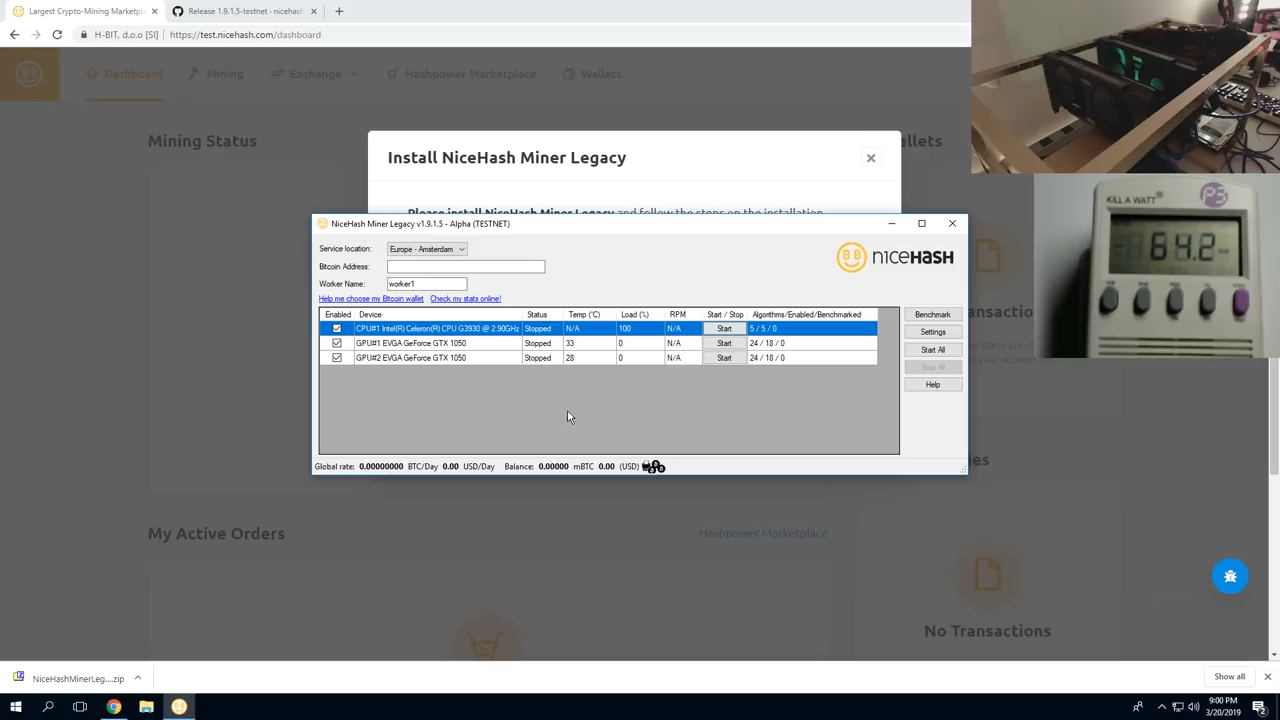 Largest Crypto-Mining Marketpl
Release 1.9.1.5-testnet · nicehash
H-BIT, d.o.o [SI]
https://test.nicehash.com/dashboard
Dashboard
Mining
Exchange
Hashpower Marketplace
Wallets
Mining Status
Install NiceHash Miner Legacy
allets
Please install NiceHash Miner Legacy and follow the steps on the installation
KILL A WATT
P3
64.2
NiceHash Miner Legacy v1.9.1.5 - Alpha (TESTNET)
Service location: Europe - Amsterdam
Bitcoin Address:
Worker Name: worker1
nicehash
Help me choose my Bitcoin wallet Check my stats online!
Enabled Device Status Temp (°C) Load (%) RPM Start / Stop Algorithms/Enabled/Benchmarked
CPU#1 Intel(R) Celeron(R) CPU G3930 @ 2.90GHz Stopped N/A 100 N/A Start 5 / 5 / 0
GPU#1 EVGA GeForce GTX 1050 Stopped 33 0 N/A Start 24 / 18 / 0
GPU#2 EVGA GeForce GTX 1050 Stopped 28 0 N/A Start 24 / 18 / 0
Benchmark
Settings
Start All
Stop All
Help
Global rate: 0.00000000 BTC/Day 0.00 USD/Day Balance: 0.00000 mBTC 0.00 (USD)
My Active Orders
Hashpower Marketplace
No Transactions
NiceHashMinerLeg....zip
Show all
9:00 PM
3/20/2019
2